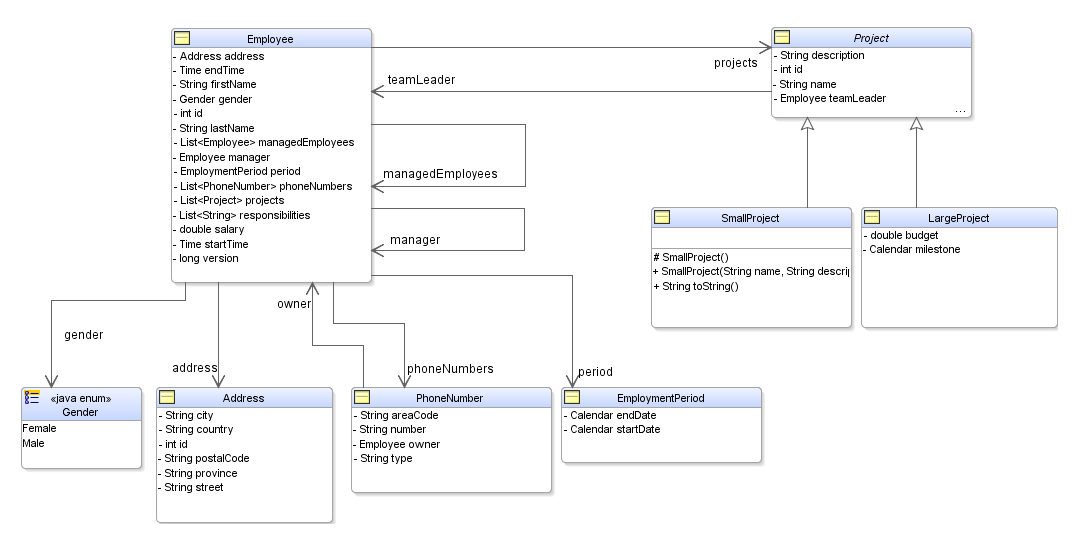 Employee
- Address address
- Time endTime
- String firstName
- Gender gender
- int id
- String lastName
- List<Employee> managedEmployees
- Employee manager
- EmploymentPeriod period
- List<PhoneNumber> phoneNumbers
- List<Project> projects
- List<String> responsibilities
- double salary
- Time startTime
- long version
projects
teamLeader
managedEmployees
manager
Project
- String description
- int id
- String name
- Employee teamLeader
...
SmallProject
# SmallProject()
+ SmallProject(String name, String descrip
+ String toString()
LargeProject
- double budget
- Calendar milestone
gender
address
owner
phoneNumbers
period
«java enum»
Gender
Female
Male
Address
- String city
- String country
- int id
- String postalCode
- String province
- String street
PhoneNumber
- String areaCode
- String number
- Employee owner
- String type
EmploymentPeriod
- Calendar endDate
- Calendar startDate